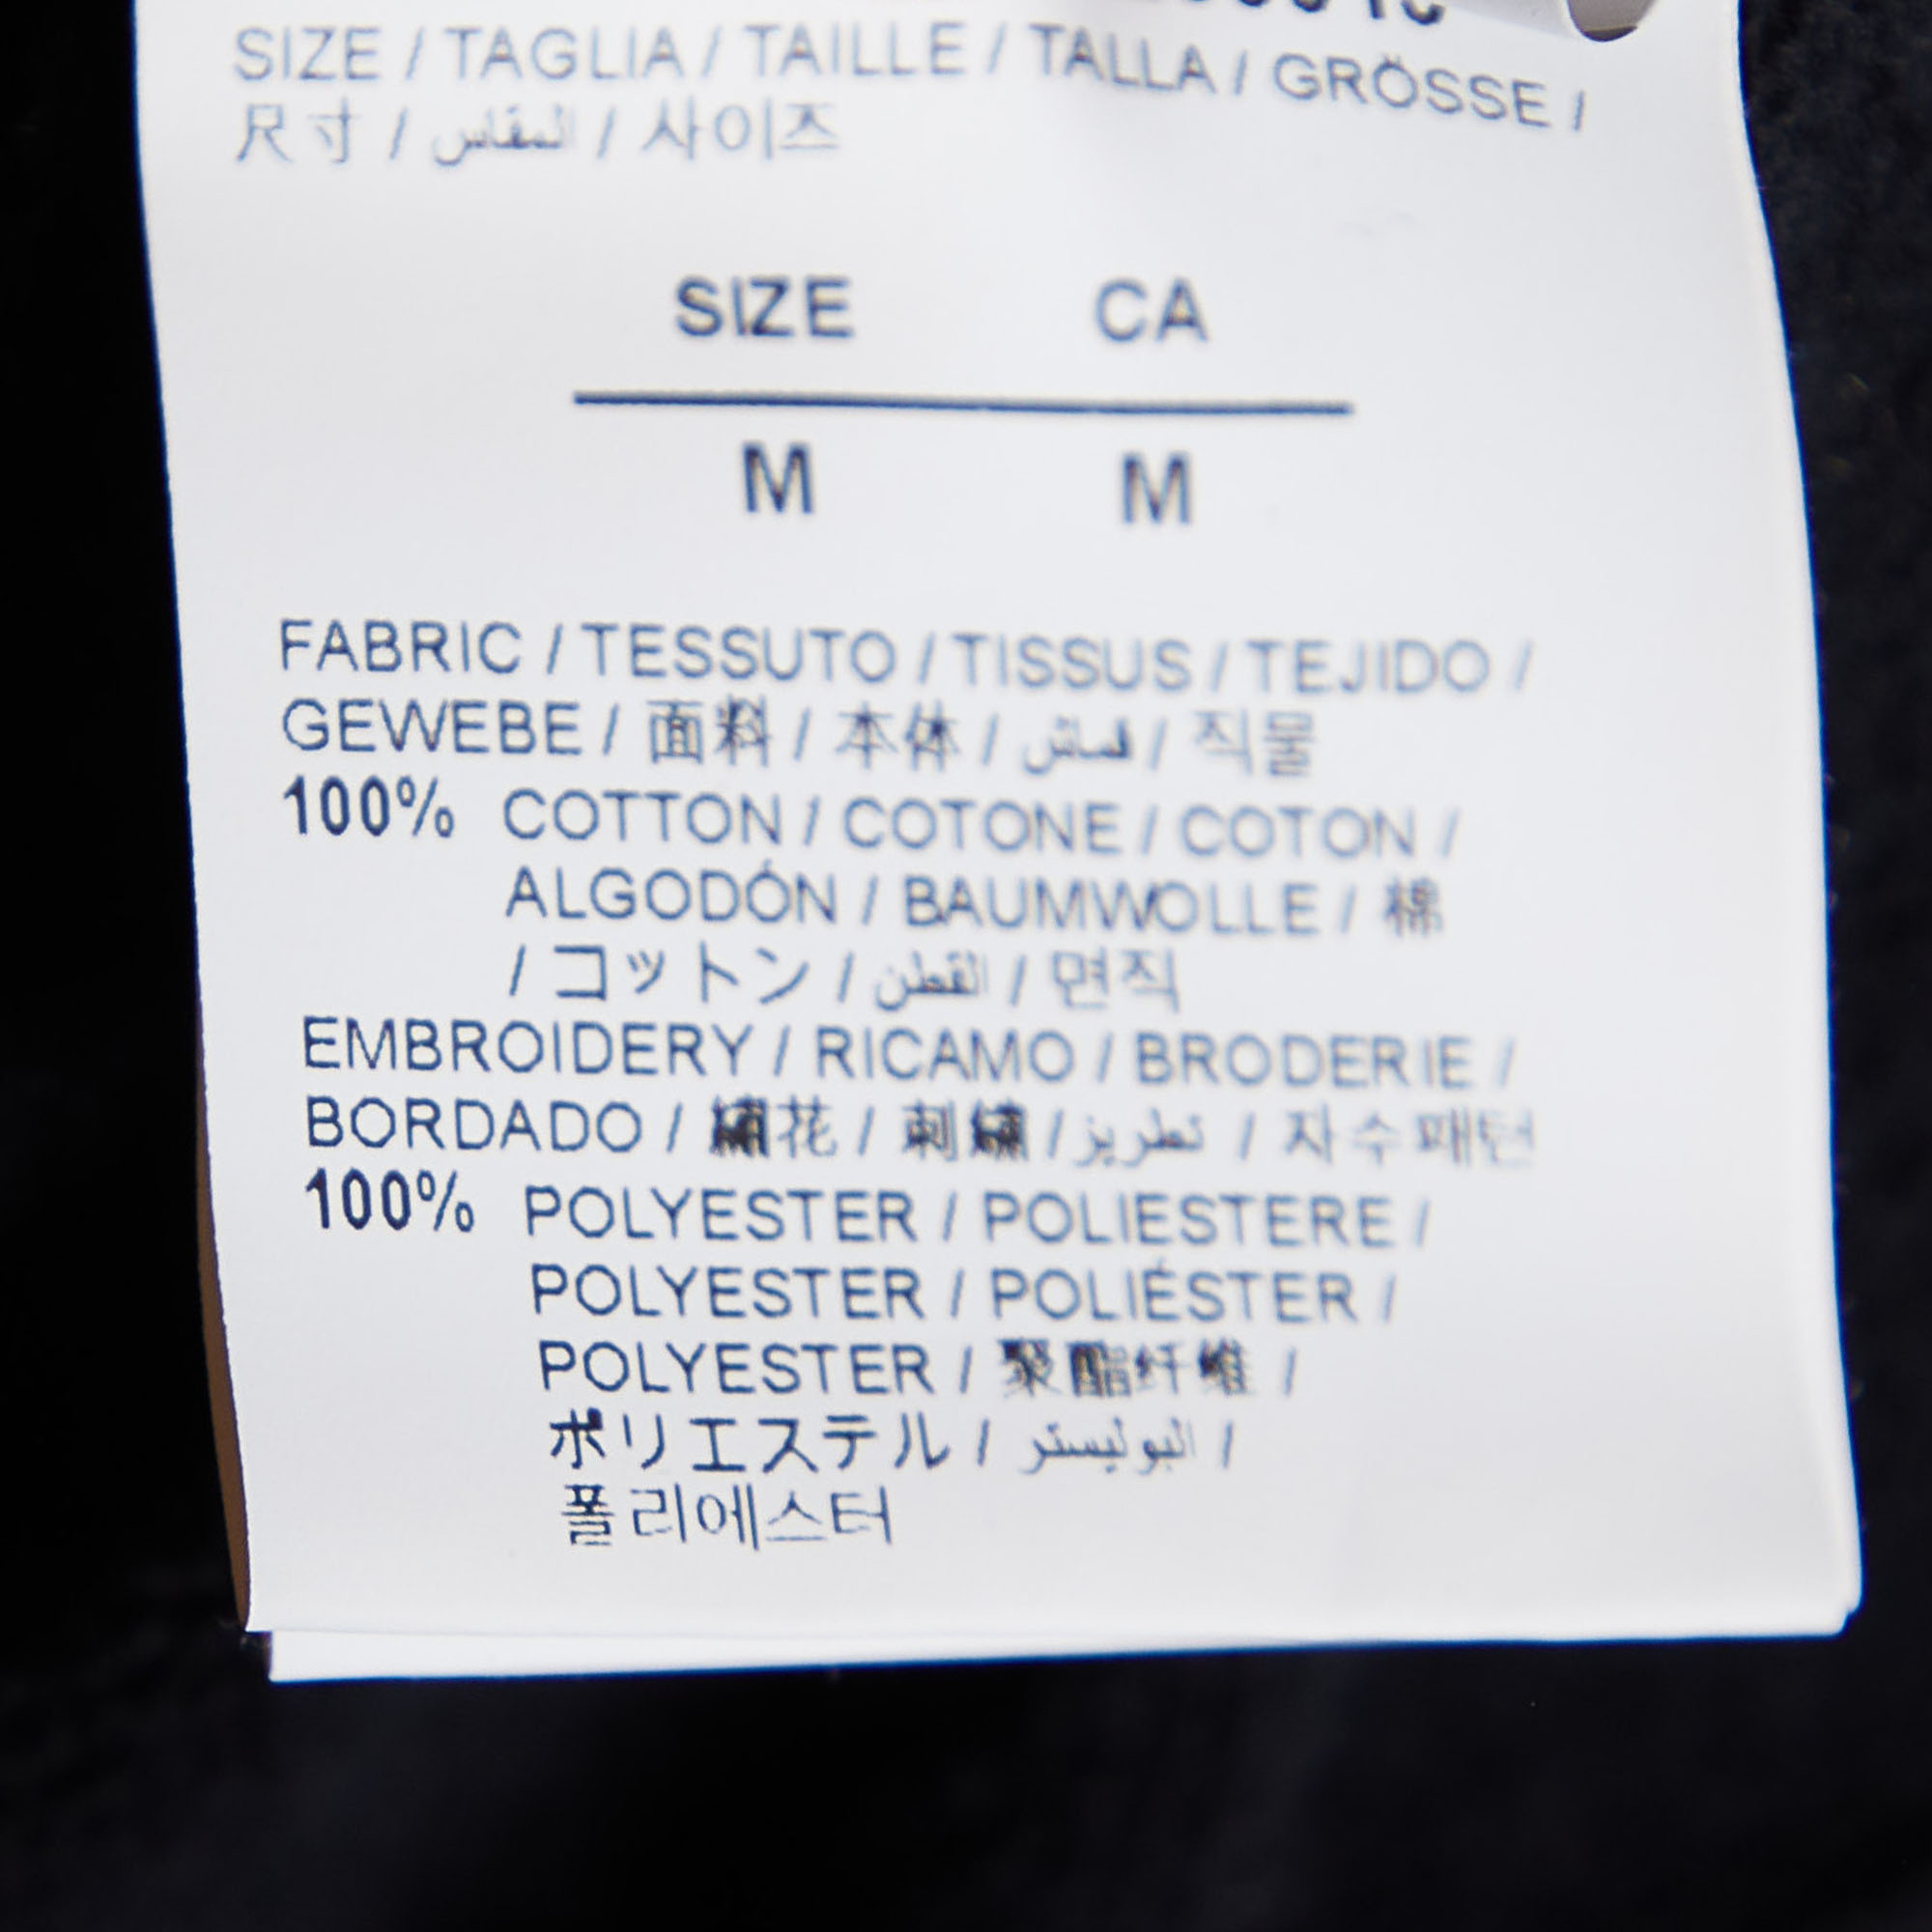 SIZE / TAGLIA / TAILLE / TALLA / GRÖSSE /
尺寸 / المقاس / 사이즈
SIZE CA
M M
FABRIC / TESSUTO / TISSUS / TEJIDO /
GEWEBE / 面料 / 本体 / قماش / 직물
100% COTTON / COTONE / COTON /
ALGODÓN / BAUMWOLLE / 棉
/ コットン / القطن / 면직
EMBROIDERY / RICAMO / BRODERIE /
BORDADO / 繡花 / 刺繍 / تطريز / 자수패턴
100% POLYESTER / POLIESTERE /
POLYESTER / POLIÉSTER /
POLYESTER / 聚酯纤维 /
ポリエステル / البوليستر /
폴리에스터